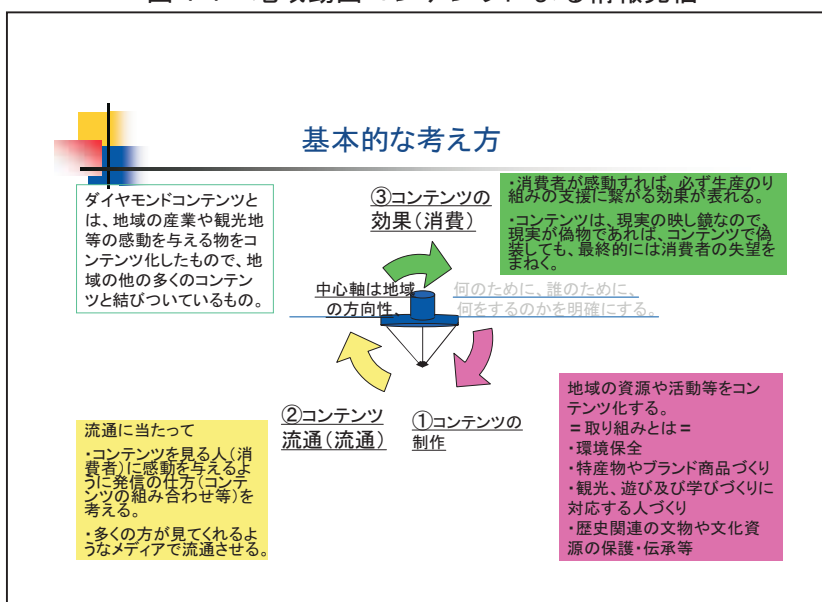 基本的な考え方
ダイヤモンドコンテンツと
は、地域の産業や観光地
等の感動を与える物をコ
ンテンツ化したもので、地
域の他の多くのコンテン
ツと結びついているもの。
③コンテンツの
効果(消費)
・消費者が感動すれば、必ず生産のり
組みの支援に繋がる効果が表れる。
・コンテンツは、現実の映し鏡なので、
現実が偽物であれば、コンテンツで偽
装しても、最終的には消費者の失望を
まねく。
中心軸は地域
の方向性、
何のために、誰のために、
何をするのかを明確にする。
②コンテンツ
流通(流通)
①コンテンツの
制作
流通に当たって
・コンテンツを見る人(消
費者)に感動を与えるよ
うに発信の仕方(コンテ
ンツの組み合わせ等)を
考える。
・多くの方が見てくれるよ
うなメディアで流通させる。
地域の資源や活動等をコン
テンツ化する。
=取り組みとは=
・環境保全
・特産物やブランド商品づくり
・観光、遊び及び学びづくりに
対応する人づくり
・歴史関連の文物や文化資
源の保護・伝承等